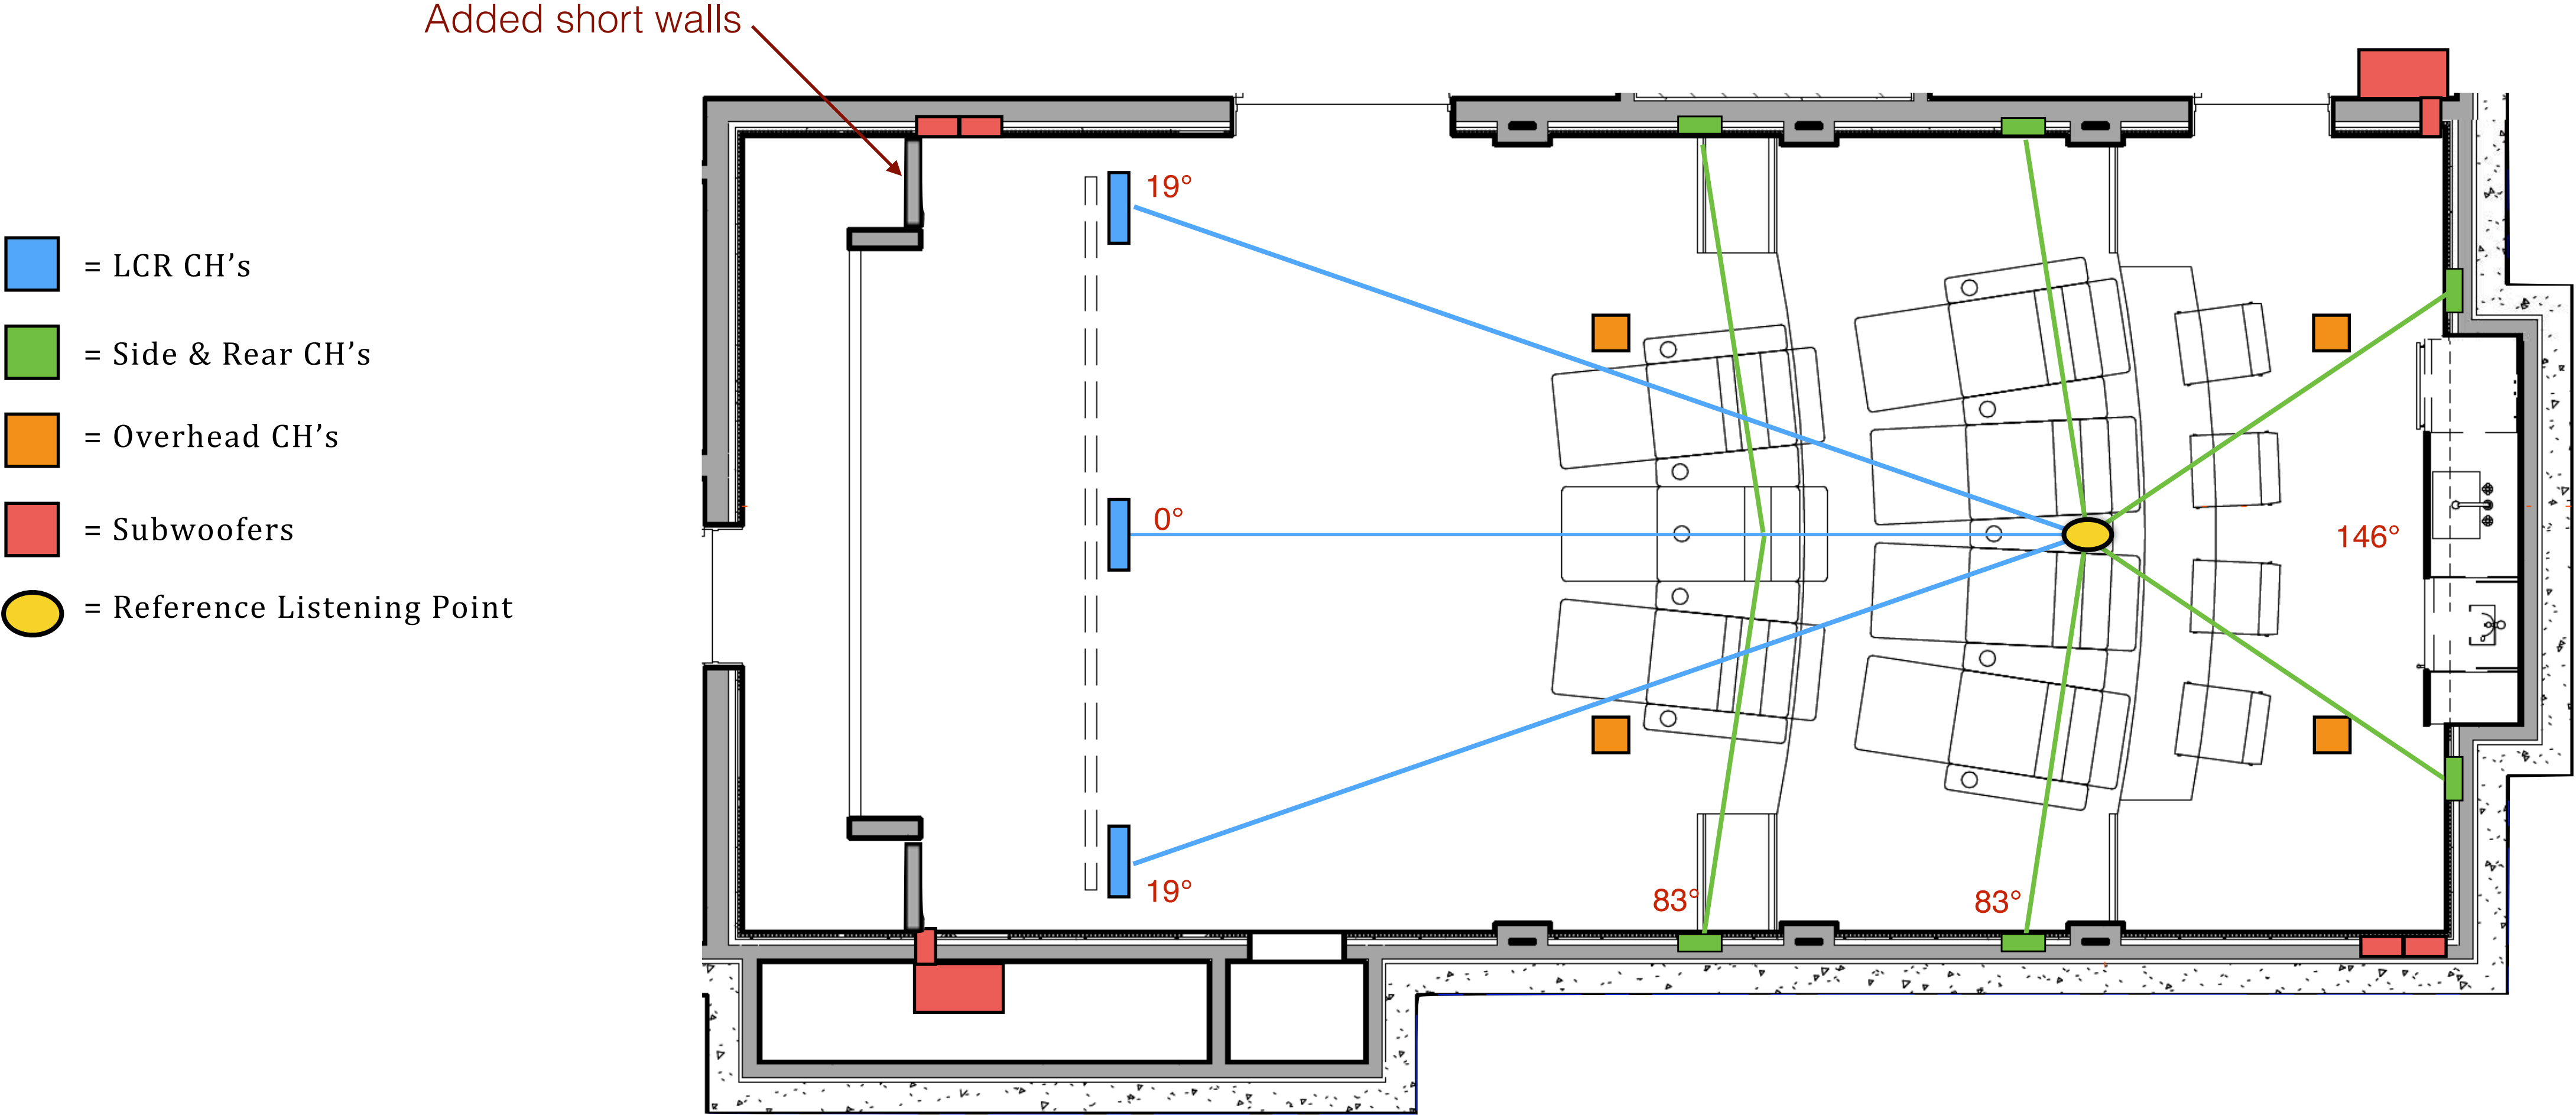 Added short walls
19°
= LCR CH’s
= Side & Rear CH’s
= Overhead CH’s
0°
= Subwoofers
146°
= Reference Listening Point
19°
83°
83°